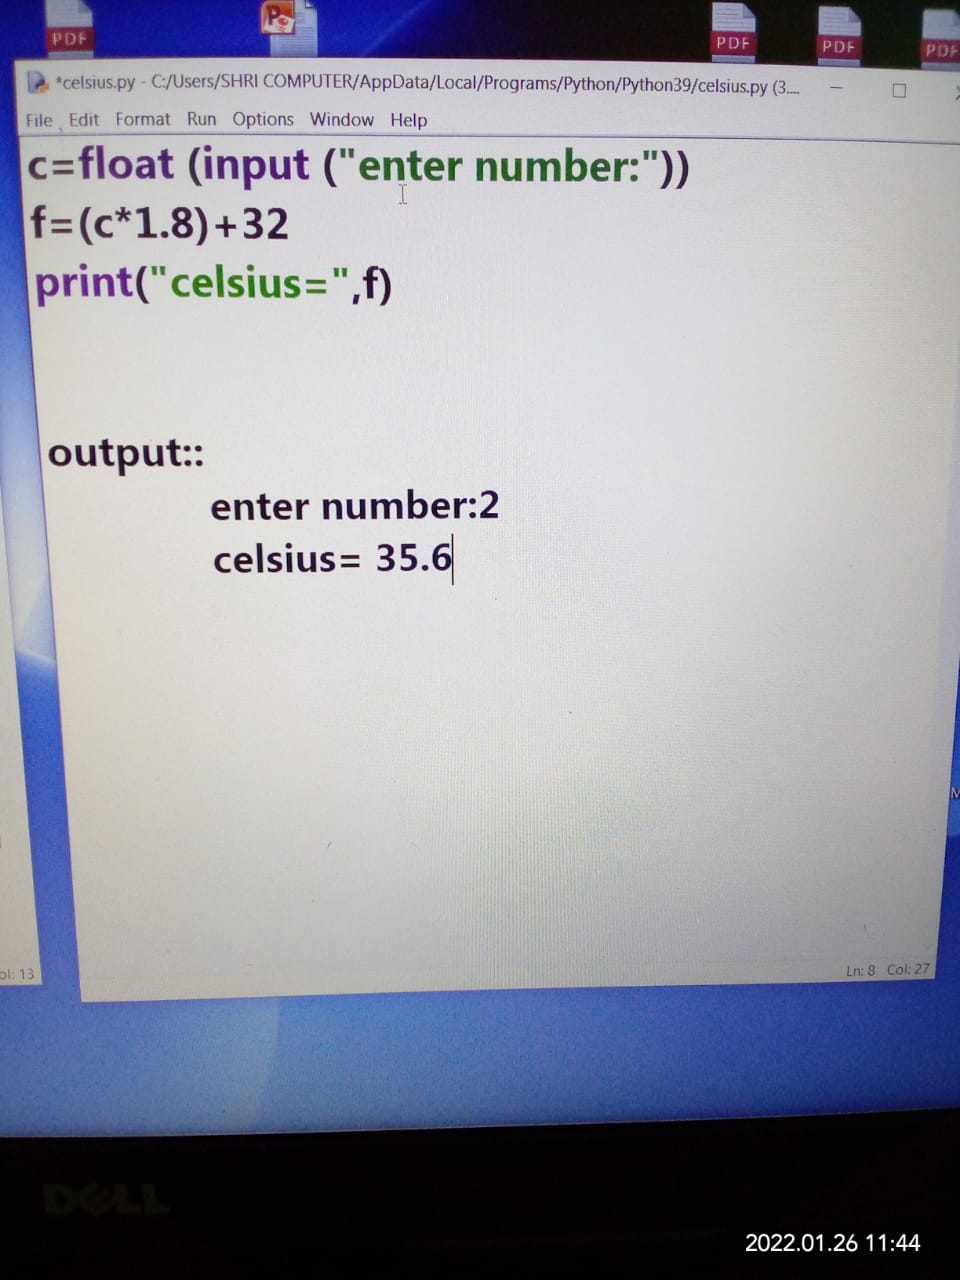 PDF
PDF
PDF
PDF
*celsius.py - C:/Users/SHRI COMPUTER/AppData/Local/Programs/Python/Python39/celsius.py (3....
File Edit Format Run Options Window Help
c=float (input ("enter number:"))
f=(c*1.8)+32
print("celsius=",f)
output::
enter number:2
celsius= 35.6
M
ol: 13
Ln: 8 Col: 27
DELL
2022.01.26 11:44